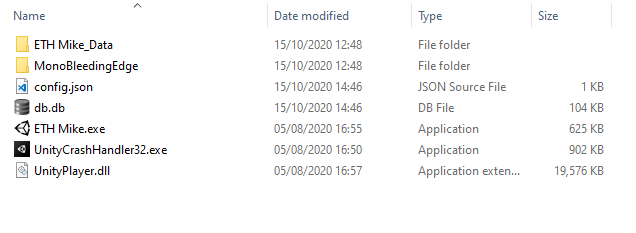 Name Date modified Type Size
ETH Mike_Data 15/10/2020 12:48 File folder
MonoBleedingEdge 15/10/2020 12:48 File folder
config.json 15/10/2020 14:46 JSON Source File 1 KB
db.db 15/10/2020 14:46 DB File 104 KB
ETH Mike.exe 05/08/2020 16:55 Application 625 KB
UnityCrashHandler32.exe 05/08/2020 16:50 Application 902 KB
UnityPlayer.dll 05/08/2020 16:57 Application exten... 19,576 KB